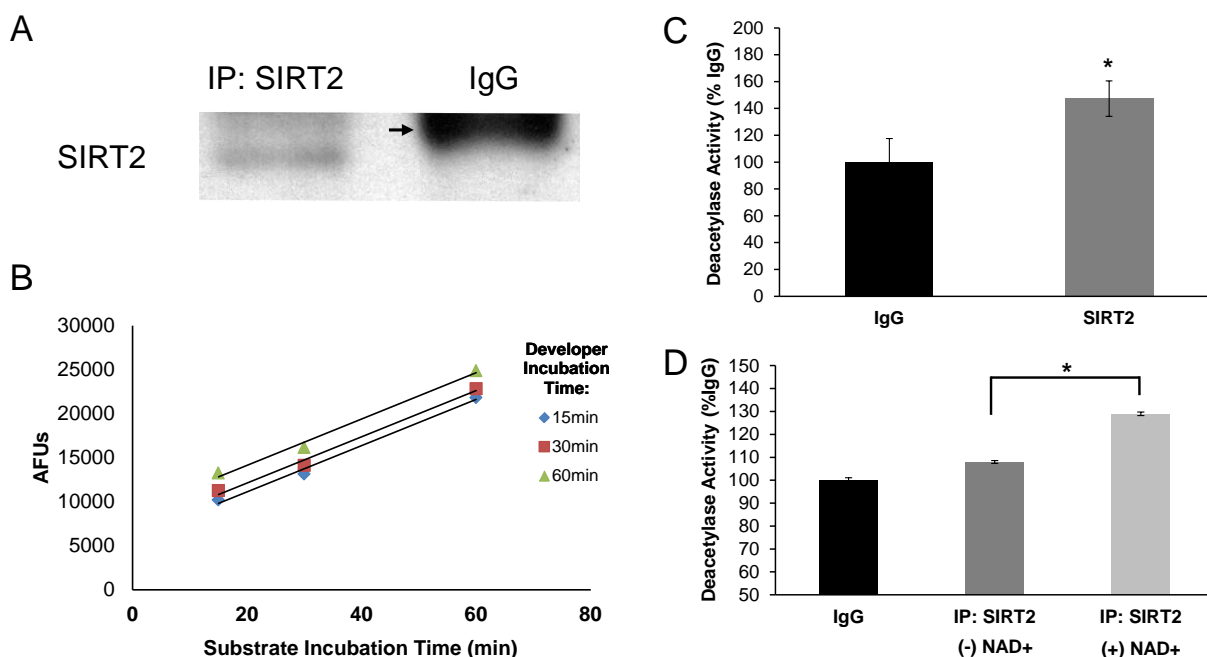 A
IP: SIRT2 IgG
SIRT2
B
30000
25000
20000
15000
10000
5000
0
AFUs
0 20 40 60 80
Substrate Incubation Time (min)
Developer
Incubation
Time:
15min
30min
60min
C
200
180
160
140
120
100
80
60
40
20
0
Deacetylase Activity (% IgG)
*
IgG SIRT2
D
150
140
130
120
110
100
90
80
70
60
50
Deacetylase Activity (%IgG)
*
IgG IP: SIRT2 IP: SIRT2
(-) NAD+ (+) NAD+